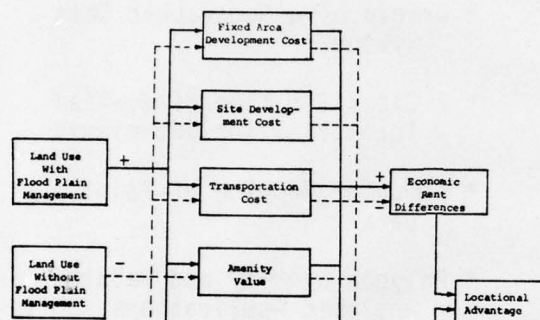 Fixed Area
Development Cost
Site Develop-
ment Cost
Land Use
With
Flood Plain
Management
+
Transportation
Cost
+
-
Economic
Rent
Differences
Land Use
Without
Flood Plain
Management
-
Amenity
Value
Locational
Advantage